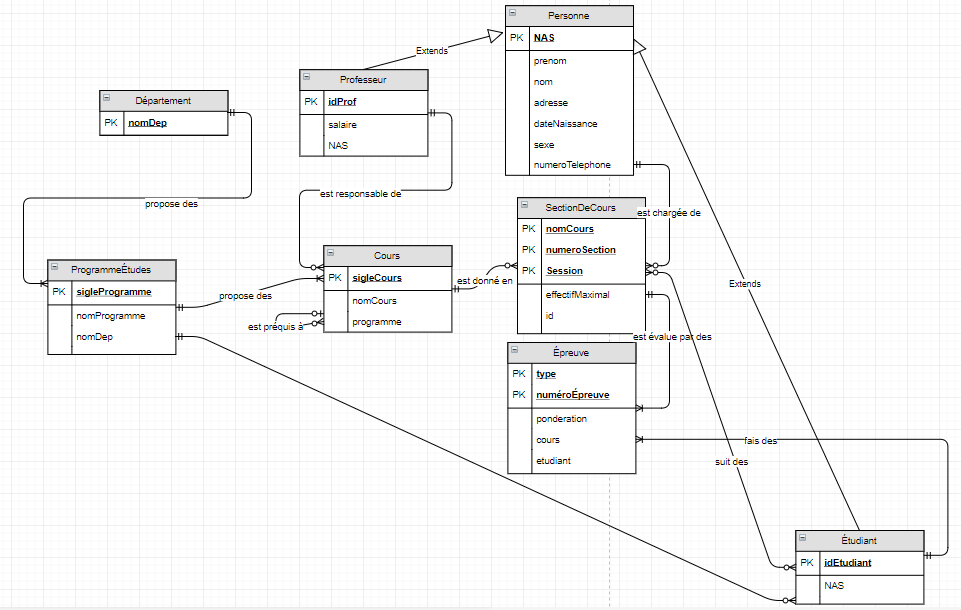 Personne
PK NAS
prenom
nom
adresse
dateNaissance
sexe
numeroTelephone
Extends
Professeur
PK idProf
salaire
NAS
Département
PK nomDep
est responsable de
propose des
SectionDeCours
est chargée de
PK nomCours
PK numeroSection
PK Session
effectifMaximal
id
Cours
PK sigleCours
nomCours
programme
est donné en
ProgrammeÉtudes
PK sigleProgramme
nomProgramme
nomDep
propose des
est préquis à
Extends
est évalue par des
Épreuve
PK type
PK numéroÉpreuve
ponderation
cours
etudiant
fais des
suit des
Étudiant
PK idEtudiant
NAS